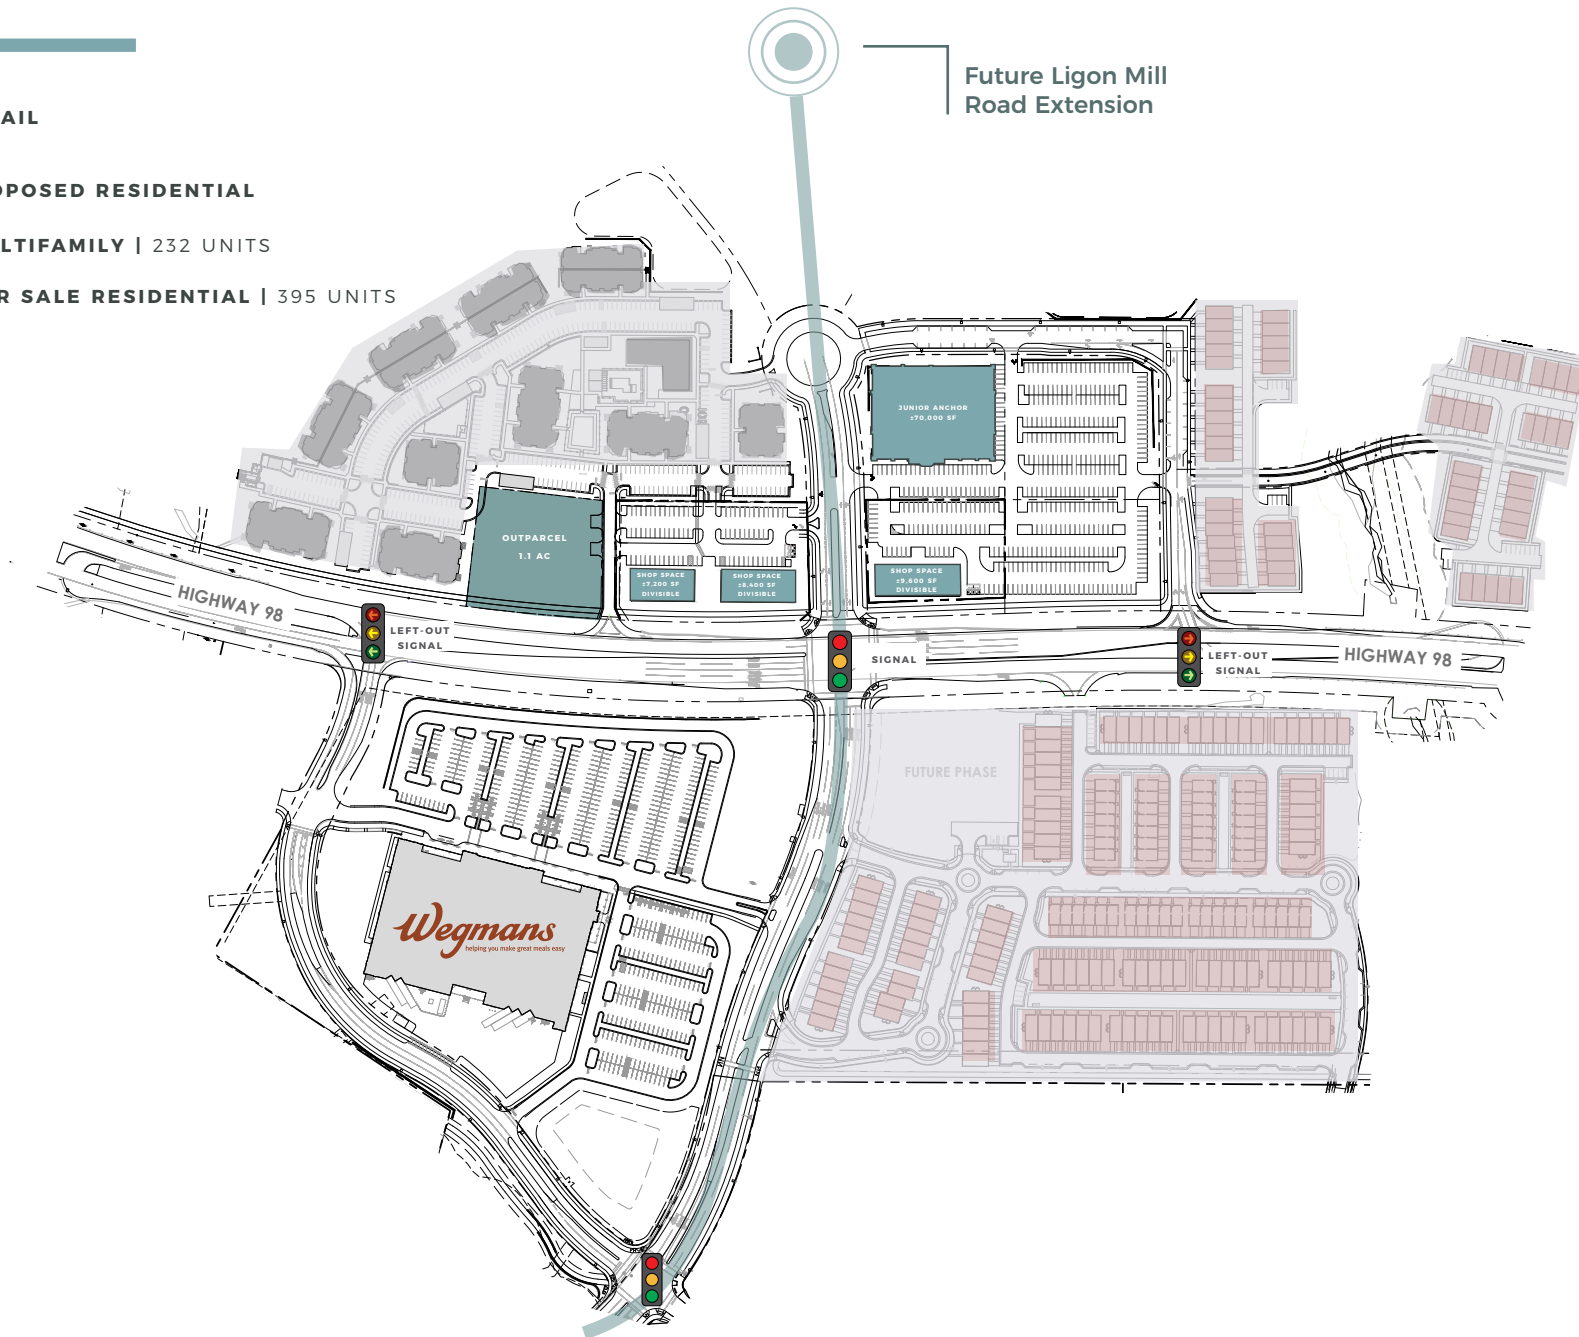 Future Ligon Mill
Road Extension
AIL
OPOSED RESIDENTIAL
LTIFAMILY | 232 UNITS
R SALE RESIDENTIAL | 395 UNITS
JUNIOR ANCHOR
±70,000 SF
OUTPARCEL
1.1 AC
SHOP SPACE
±7,200 SF
DIVISIBLE
SHOP SPACE
±8,400 SF
DIVISIBLE
SHOP SPACE
±9,600 SF
DIVISIBLE
HIGHWAY 98
LEFT-OUT
SIGNAL
SIGNAL
LEFT-OUT
SIGNAL
HIGHWAY 98
FUTURE PHASE
Wegmans
helping you make great meals easy